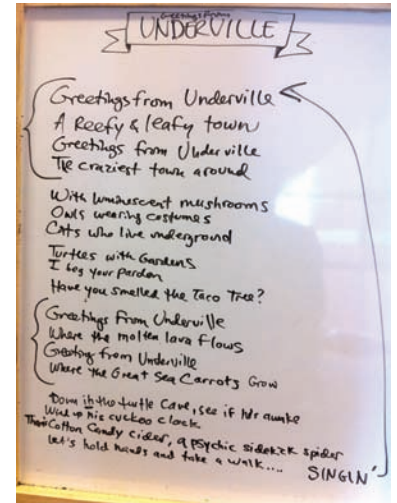 Greetings from
UNDERVILLE
Greetings from Underville
A Reefy & leafy town
Greetings from Underville
The craziest town around
With luminescent mushrooms
Owls wearing costumes
Cats who live underground
Turtles with Gardens
I beg your pardon
Have you smelled the Taco Tree?
Greetings From Underville
Where the molten lava flows
Greeting from Underville
Where the Great Sea Carrots Grow
Down in the turtle cave, see if he's awake
Wind up his cuckoo clock
There's Cotton Candy Cider, a psychic sidekick spider
Let's hold hands and take a walk....
SINGIN'